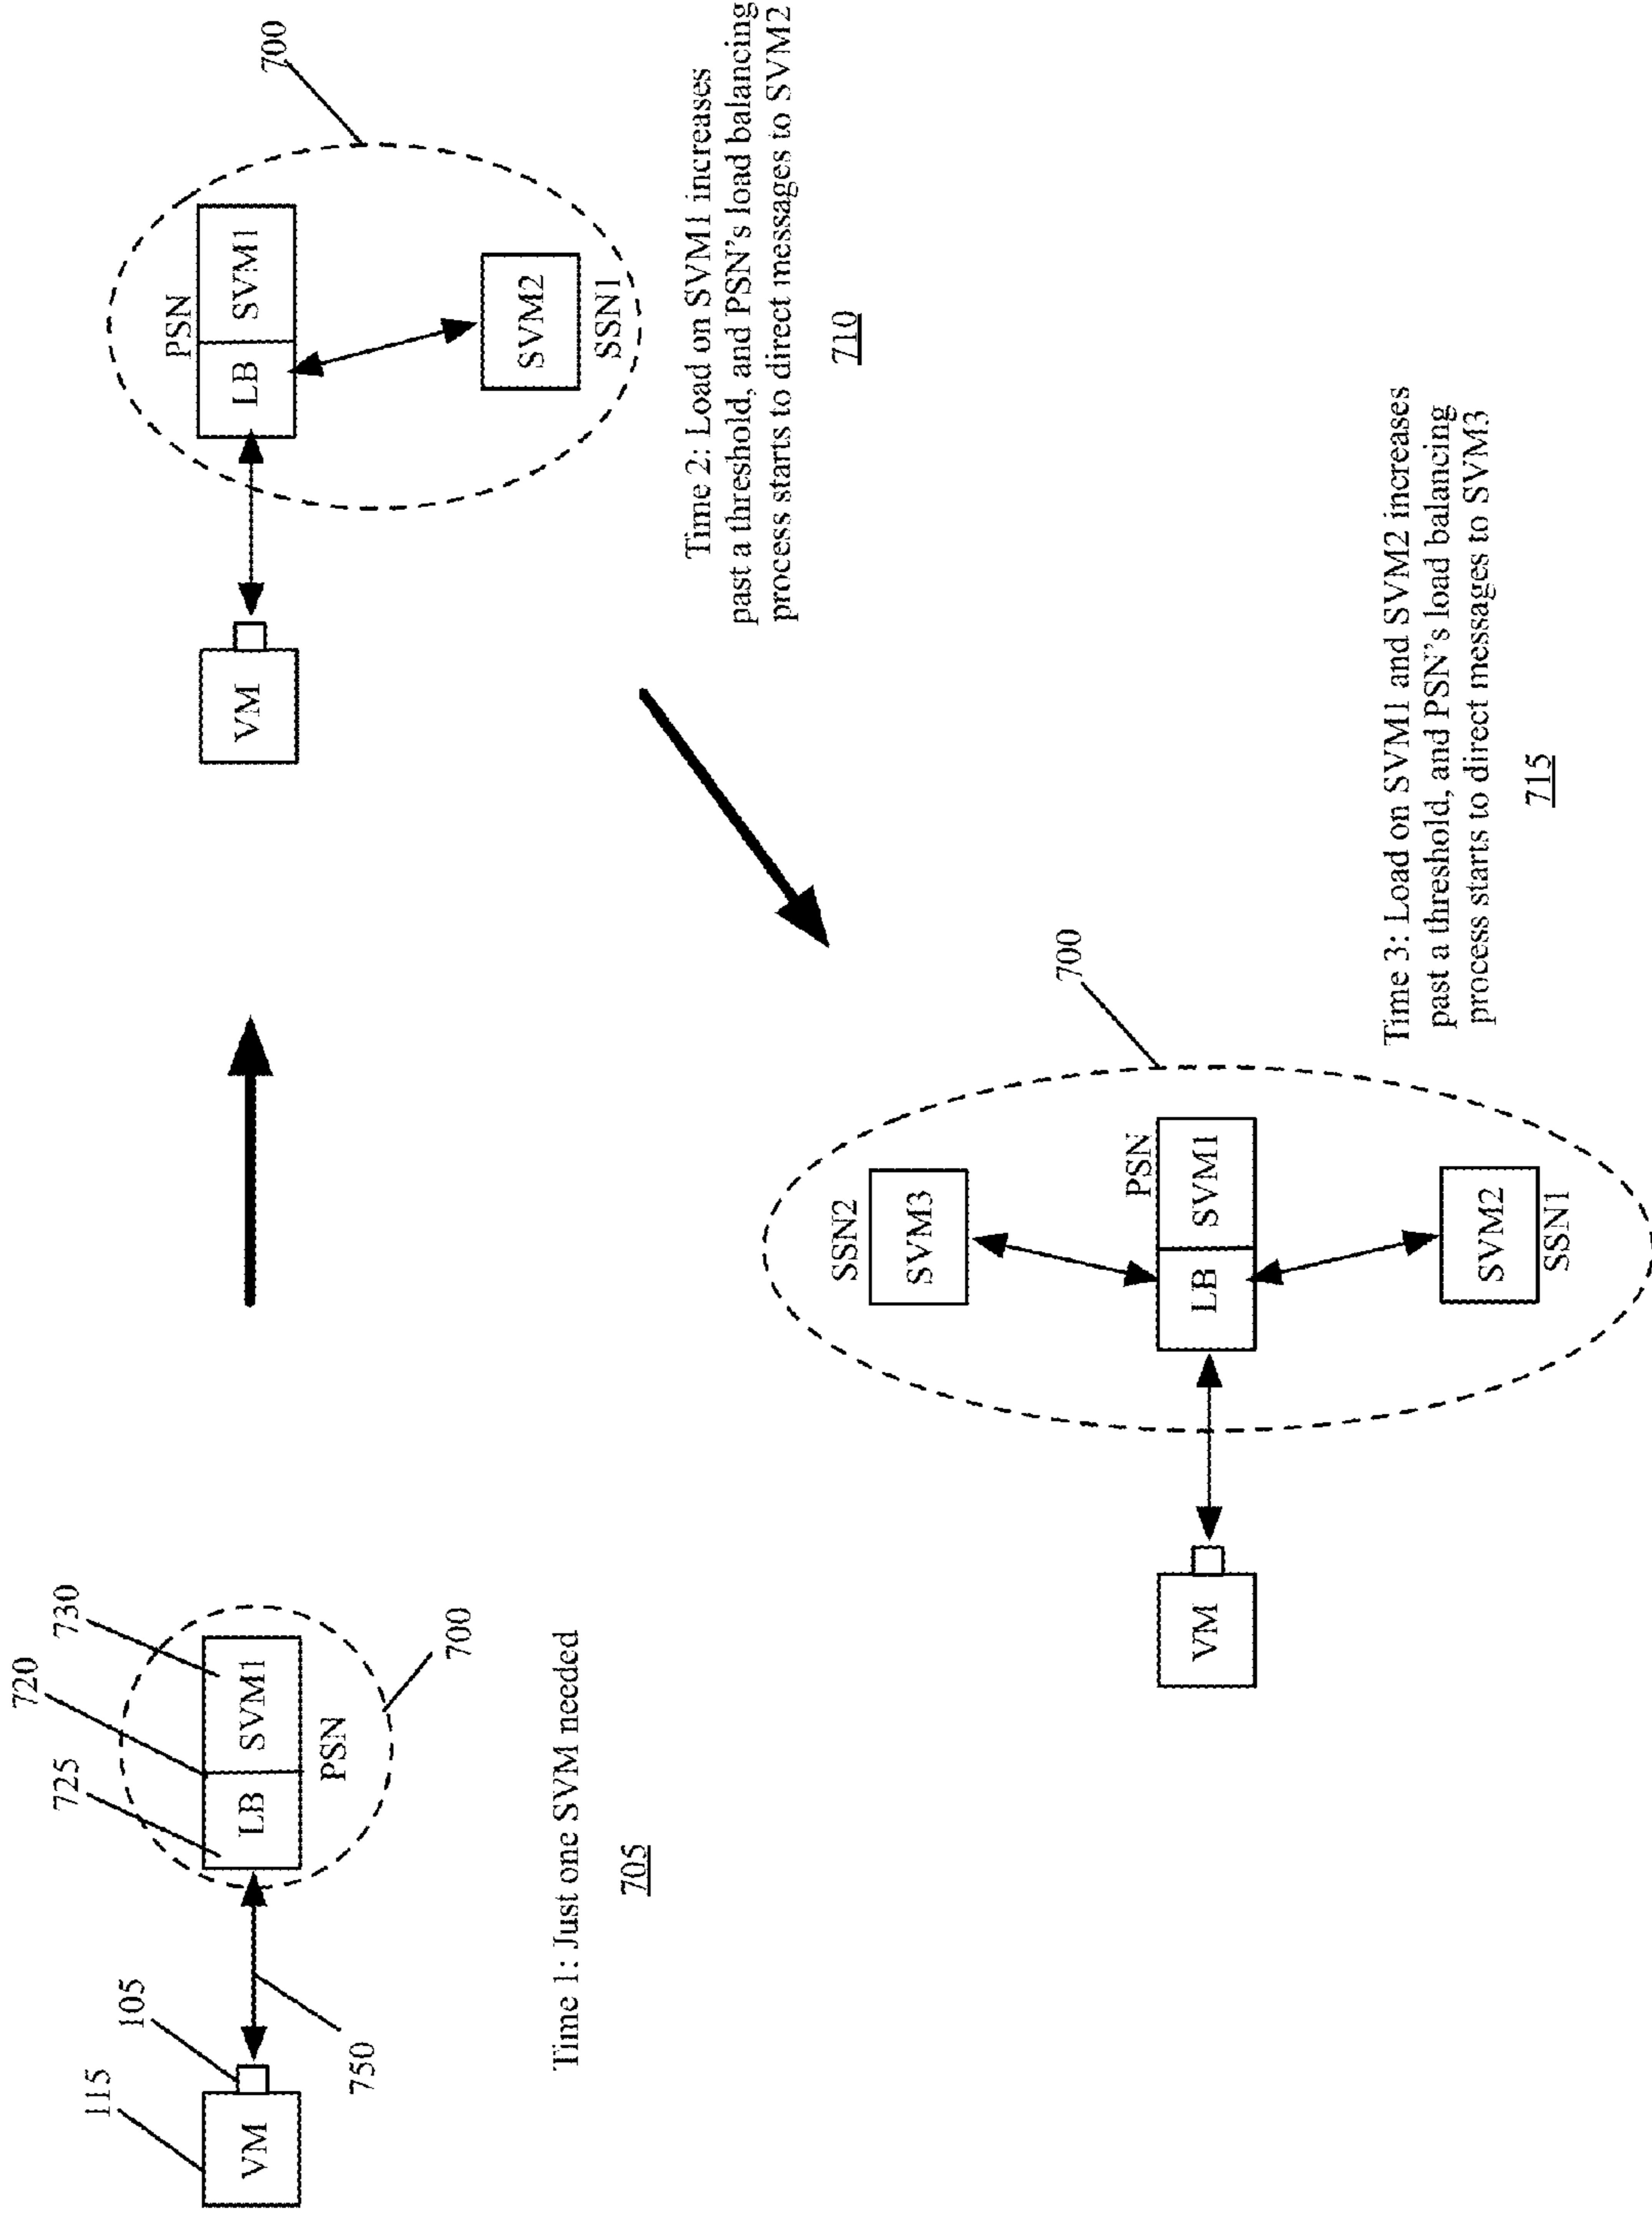 115
105
750
VM
725
720
730
LB
SVM1
PSN
700
Time 1: Just one SVM needed
705
VM
PSN
LB
SVM1
SVM2
SSN1
700
Time 2: Load on SVM1 increases
past a threshold, and PSN's load balancing
process starts to direct messages to SVM2
710
VM
SSN2
SVM3
PSN
LB
SVM1
SVM2
SSN1
700
Time 3: Load on SVM1 and SVM2 increases
past a threshold, and PSN's load balancing
process starts to direct messages to SVM3
715